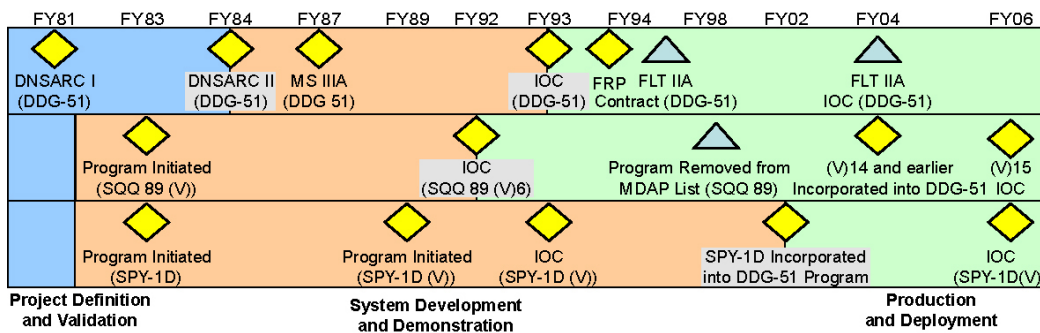 FY81 FY83 FY84 FY87 FY89 FY92 FY93 FY94 FY98 FY02 FY04 FY06
DNSARC I
(DDG-51)
DNSARC II
(DDG-51)
MS IIIA
(DDG 51)
IOC
(DDG-51)
FRP
Contract (DDG-51)
FLT IIA
FLT IIA
IOC (DDG-51)
Program Initiated
(SQQ 89 (V))
IOC
(SQQ 89 (V)6)
Program Removed from
MDAP List (SQQ 89)
(V)14 and earlier
Incorporated into DDG-51
(V)15
IOC
Program Initiated
(SPY-1D)
Program Initiated
(SPY-1D (V))
IOC
(SPY-1D (V))
SPY-1D Incorporated
into DDG-51 Program
IOC
(SPY-1D(V)
Project Definition
and Validation
System Development
and Demonstration
Production
and Deployment